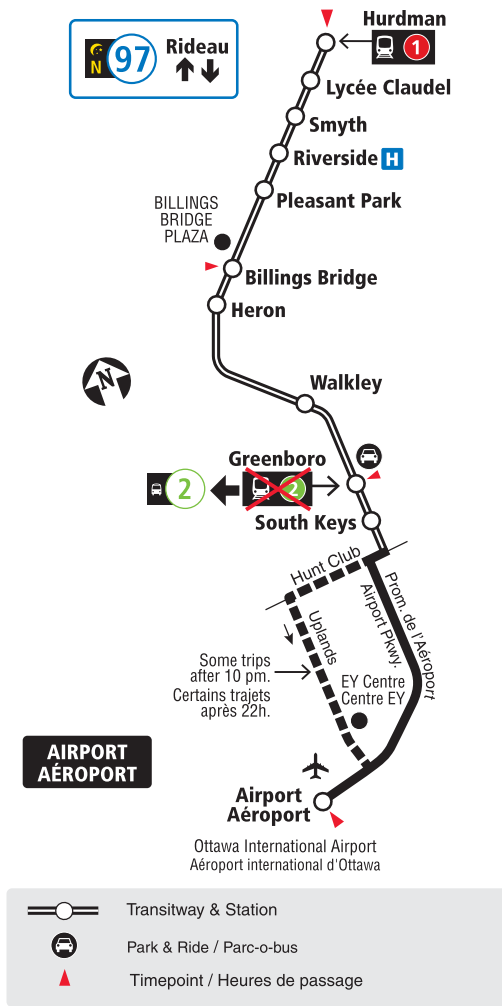 N 97
Rideau
Hurdman
1
Lycée Claudel
Smyth
Riverside H
Pleasant Park
BILLINGS
BRIDGE
PLAZA
Billings Bridge
Heron
N
Walkley
Greenboro
2
2
South Keys
Hunt Club
Prom. de l'Aéroport
Airport Pkwy.
Uplands
Some trips
after 10 pm.
Certains trajets
après 22h.
EY Centre
Centre EY
AIRPORT
AÉROPORT
Airport
Aéroport
Ottawa International Airport
Aéroport international d'Ottawa
Transitway & Station
Park & Ride / Parc-o-bus
Timepoint / Heures de passage